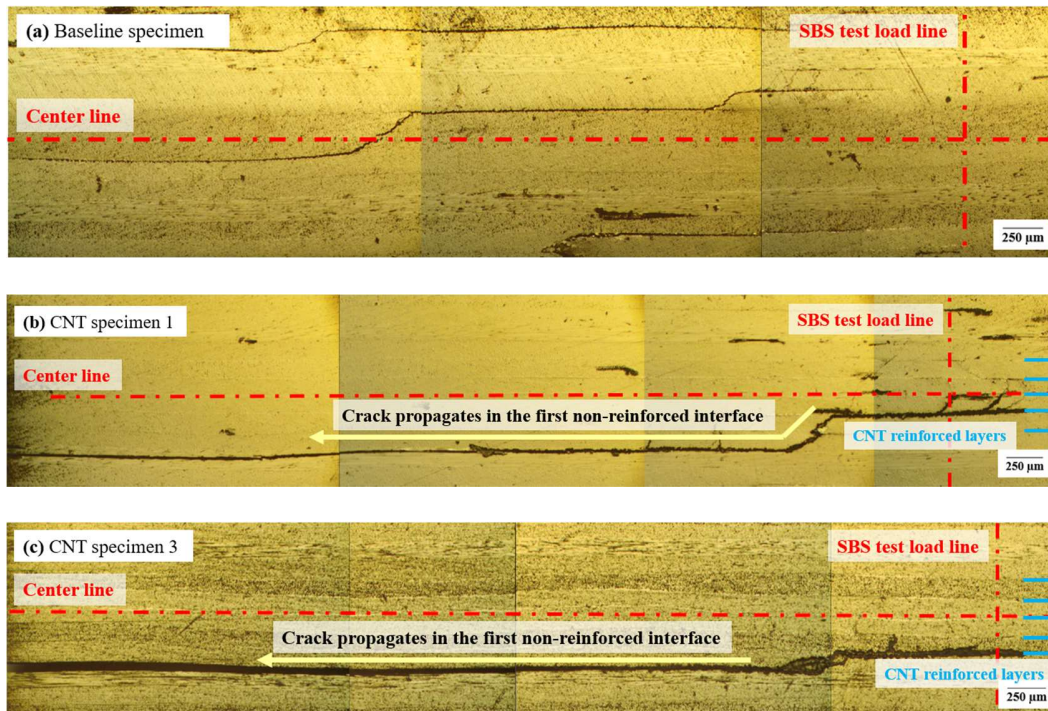 (a) Baseline specimen
SBS test load line
Center line
250 µm
(b) CNT specimen 1
SBS test load line
Center line
Crack propagates in the first non-reinforced interface
CNT reinforced layers
250 µm
(c) CNT specimen 3
SBS test load line
Center line
Crack propagates in the first non-reinforced interface
CNT reinforced layers
250 µm